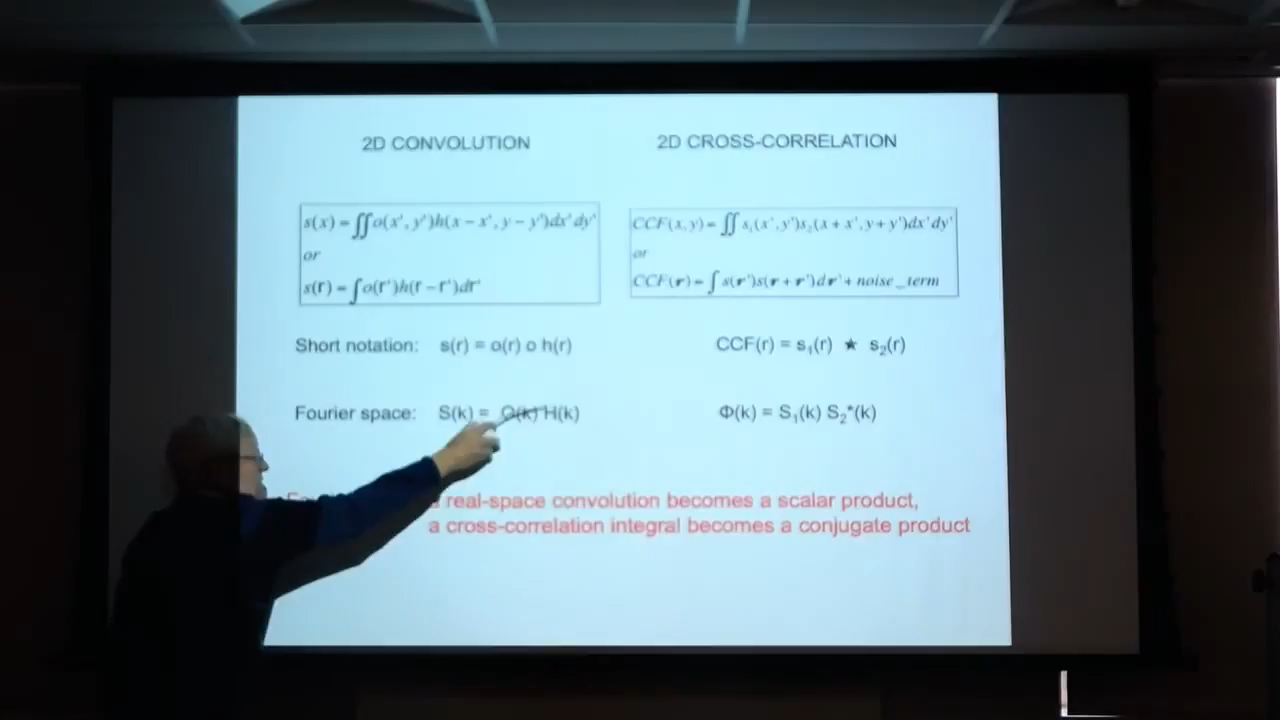 2D CONVOLUTION
s(x) = ∬o(x', y')h(x − x', y − y')dx'dy'
or
s(r) = ∫o(r')h(r − r')dr'
Short notation: s(r) = o(r) o h(r)
Fourier space: S(k) = O(k) H(k)
2D CROSS-CORRELATION
CCF(x,y) = ∬ s₁(x',y')s₂(x + x', y + y')dx'dy'
or
CCF(r) = ∫ s(r')s(r + r')dr' + noise_term
CCF(r) = s₁(r) ★ s₂(r)
Φ(k) = S₁(k) S₂*(k)
real-space convolution becomes a scalar product,
a cross-correlation integral becomes a conjugate product